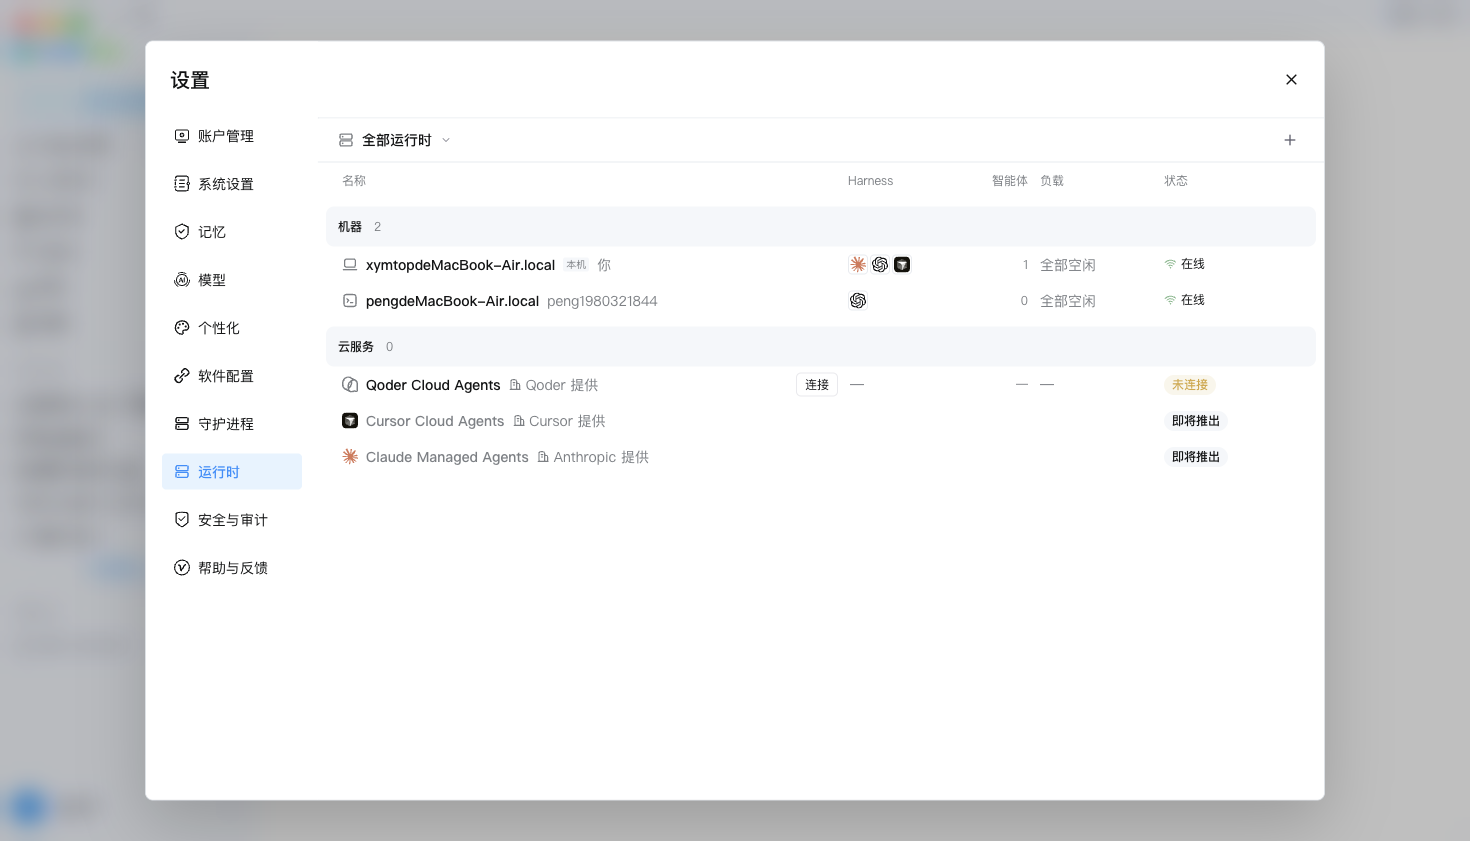 设置
账户管理
系统设置
记忆
模型
个性化
软件配置
守护进程
运行时
安全与审计
帮助与反馈
全部运行时
名称 Harness 智能体 负载 状态
机器 2
xymtopdeMacBook-Air.local 本机 你 1 全部空闲 在线
pengdeMacBook-Air.local peng1980321844 0 全部空闲 在线
云服务 0
Qoder Cloud Agents Qoder 提供 连接 — — — 未连接
Cursor Cloud Agents Cursor 提供 即将推出
Claude Managed Agents Anthropic 提供 即将推出